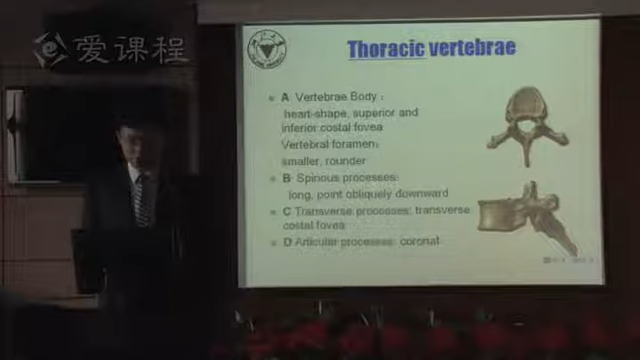 爱课程
Thoracic vertebrae
A Vertebrae Body :
heart-shape, superior and
inferior costal fovea
Vertebral foramen:
smaller, rounder
B Spinous processes:
long, point obliquely downward
C Transverse processes: transverse
costal fovea
D Articular processes: coronal